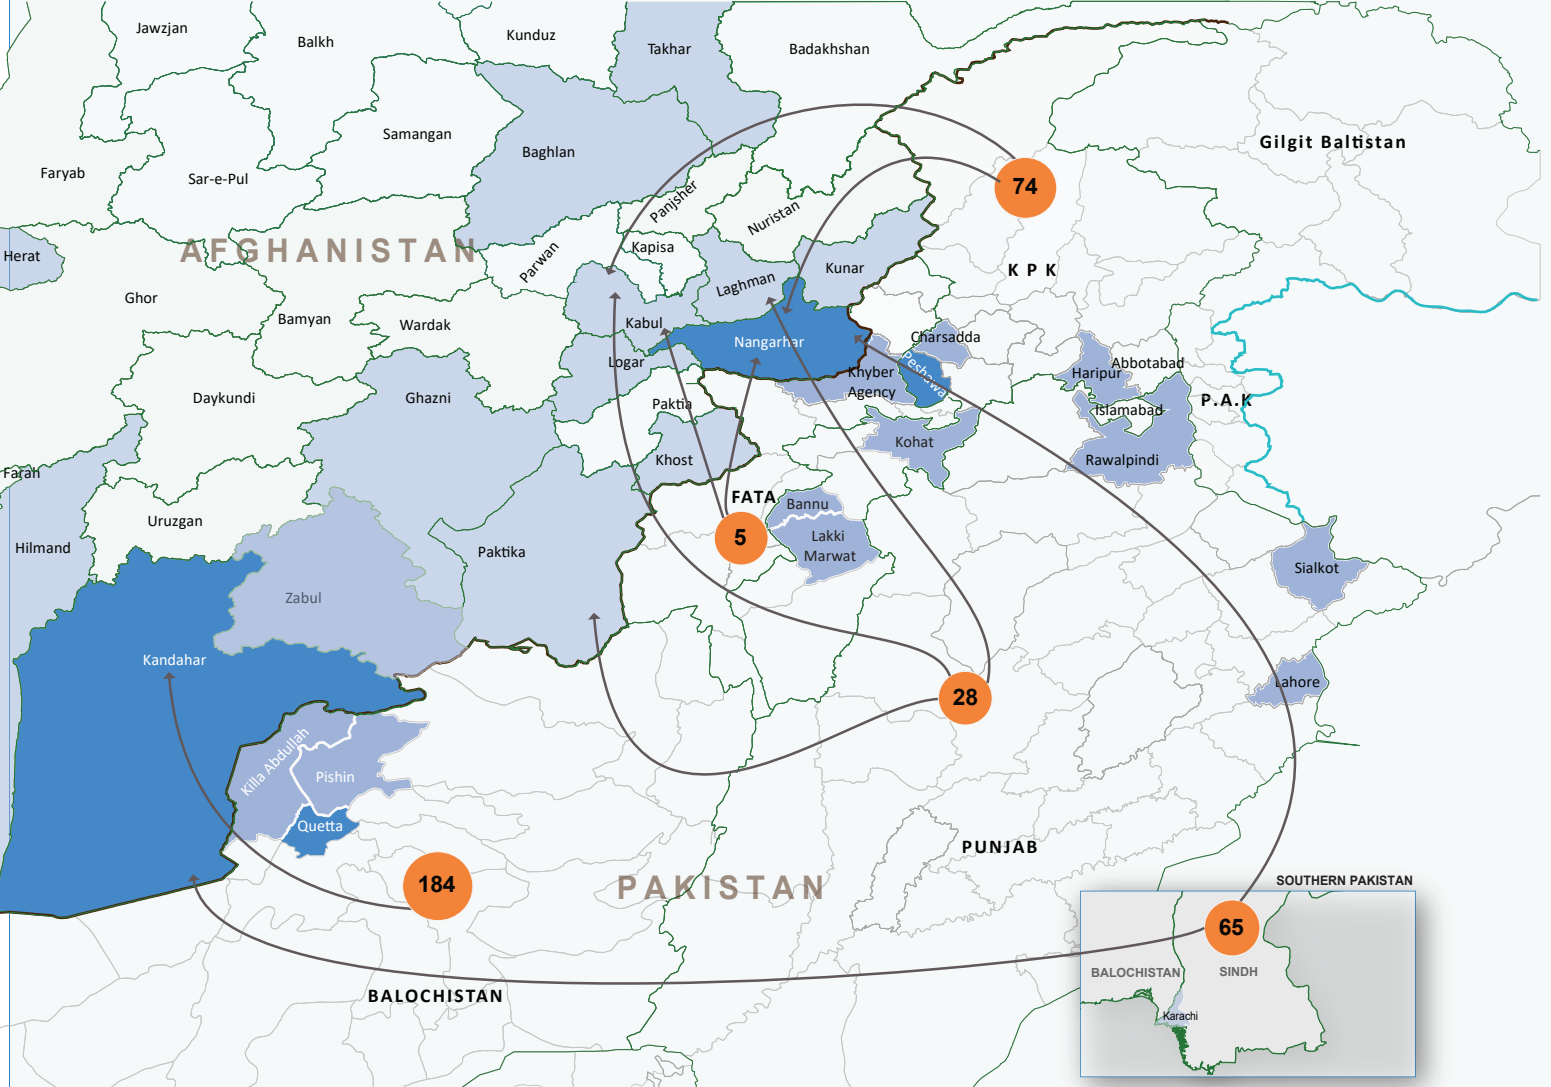 Jawzjan
Balkh
Kunduz
Takhar
Badakhshan
Samangan
Baghlan
Gilgit Baltistan
Faryab
Sar-e-Pul
74
Panjsher
Nuristan
AFGHANISTAN
Herat
Parwan
Kapisa
Kunar
KPK
Laghman
Ghor
Bamyan
Wardak
Kabul
Nangarhar
Charsadda
Logar
Peshawa
Khyber
Agency
Haripur
Abbotabad
Daykundi
Ghazni
Paktia
P.A.K
Islamabad
Kohat
Khost
Rawalpindi
Farah
FATA
Bannu
Uruzgan
5
Lakki
Marwat
Hilmand
Paktika
Sialkot
Zabul
Kandahar
Lahore
28
Killa Abdullah
Pishin
Quetta
PUNJAB
184
PAKISTAN
SOUTHERN PAKISTAN
65
BALOCHISTAN
SINDH
BALOCHISTAN
Karachi